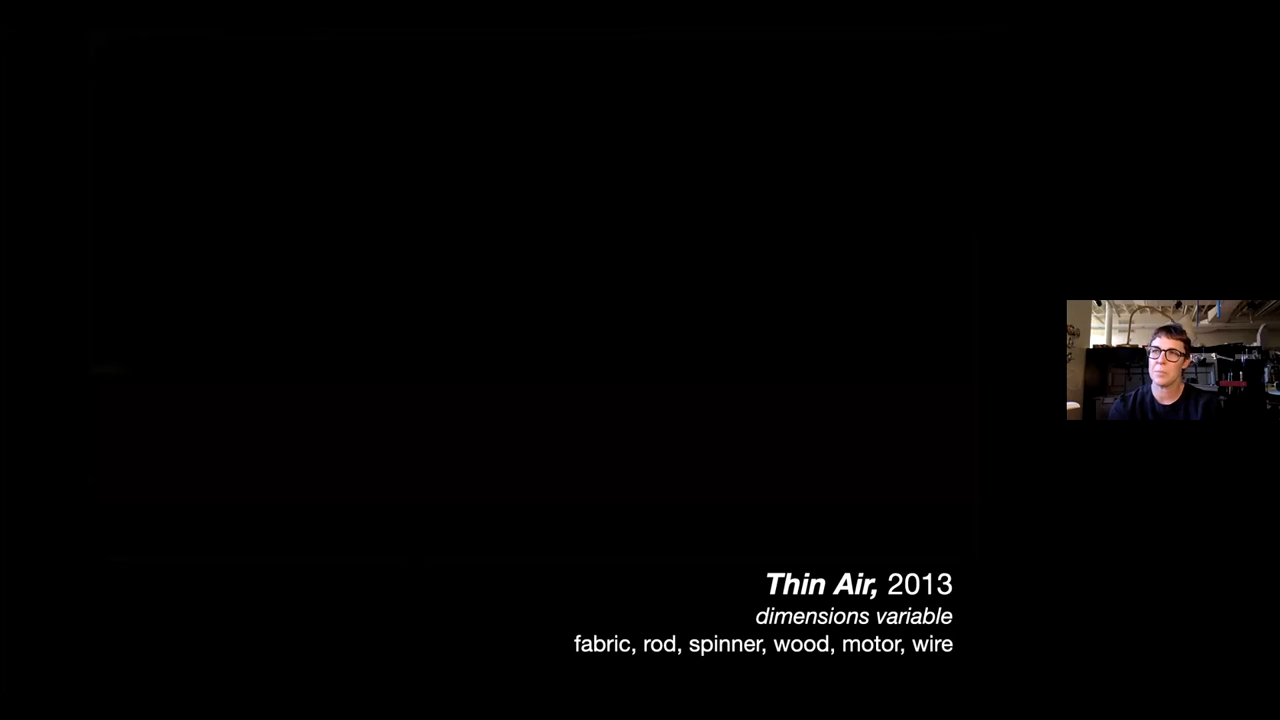 Thin Air, 2013
dimensions variable
fabric, rod, spinner, wood, motor, wire